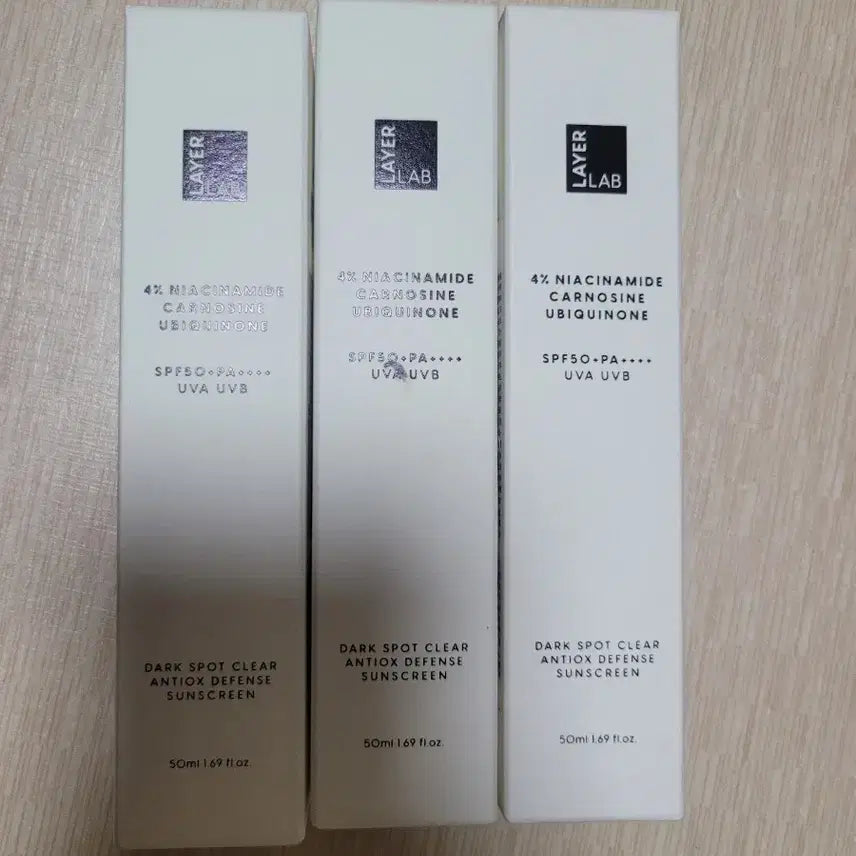 LAYER
LAB
4% NIACINAMIDE
CARNOSINE
UBIQUINONE
SPF50+PA++++
UVA UVB
DARK SPOT CLEAR
ANTIOX DEFENSE
SUNSCREEN
50ml 1.69 fl.oz.
LAYER
LAB
4% NIACINAMIDE
CARNOSINE
UBIQUINONE
SPF50+PA++++
UVA UVB
DARK SPOT CLEAR
ANTIOX DEFENSE
SUNSCREEN
50ml 1.69 fl.oz.
LAYER
LAB
4% NIACINAMIDE
CARNOSINE
UBIQUINONE
SPF50+PA++++
UVA UVB
DARK SPOT CLEAR
ANTIOX DEFENSE
SUNSCREEN
50ml 1.69 fl.oz.